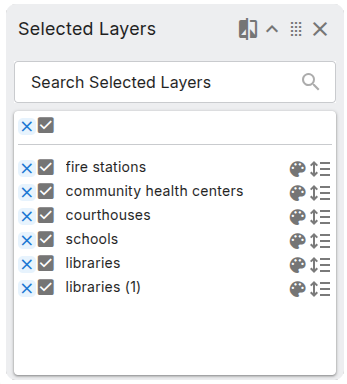 Selected Layers
Search Selected Layers
fire stations
community health centers
courthouses
schools
libraries
libraries (1)